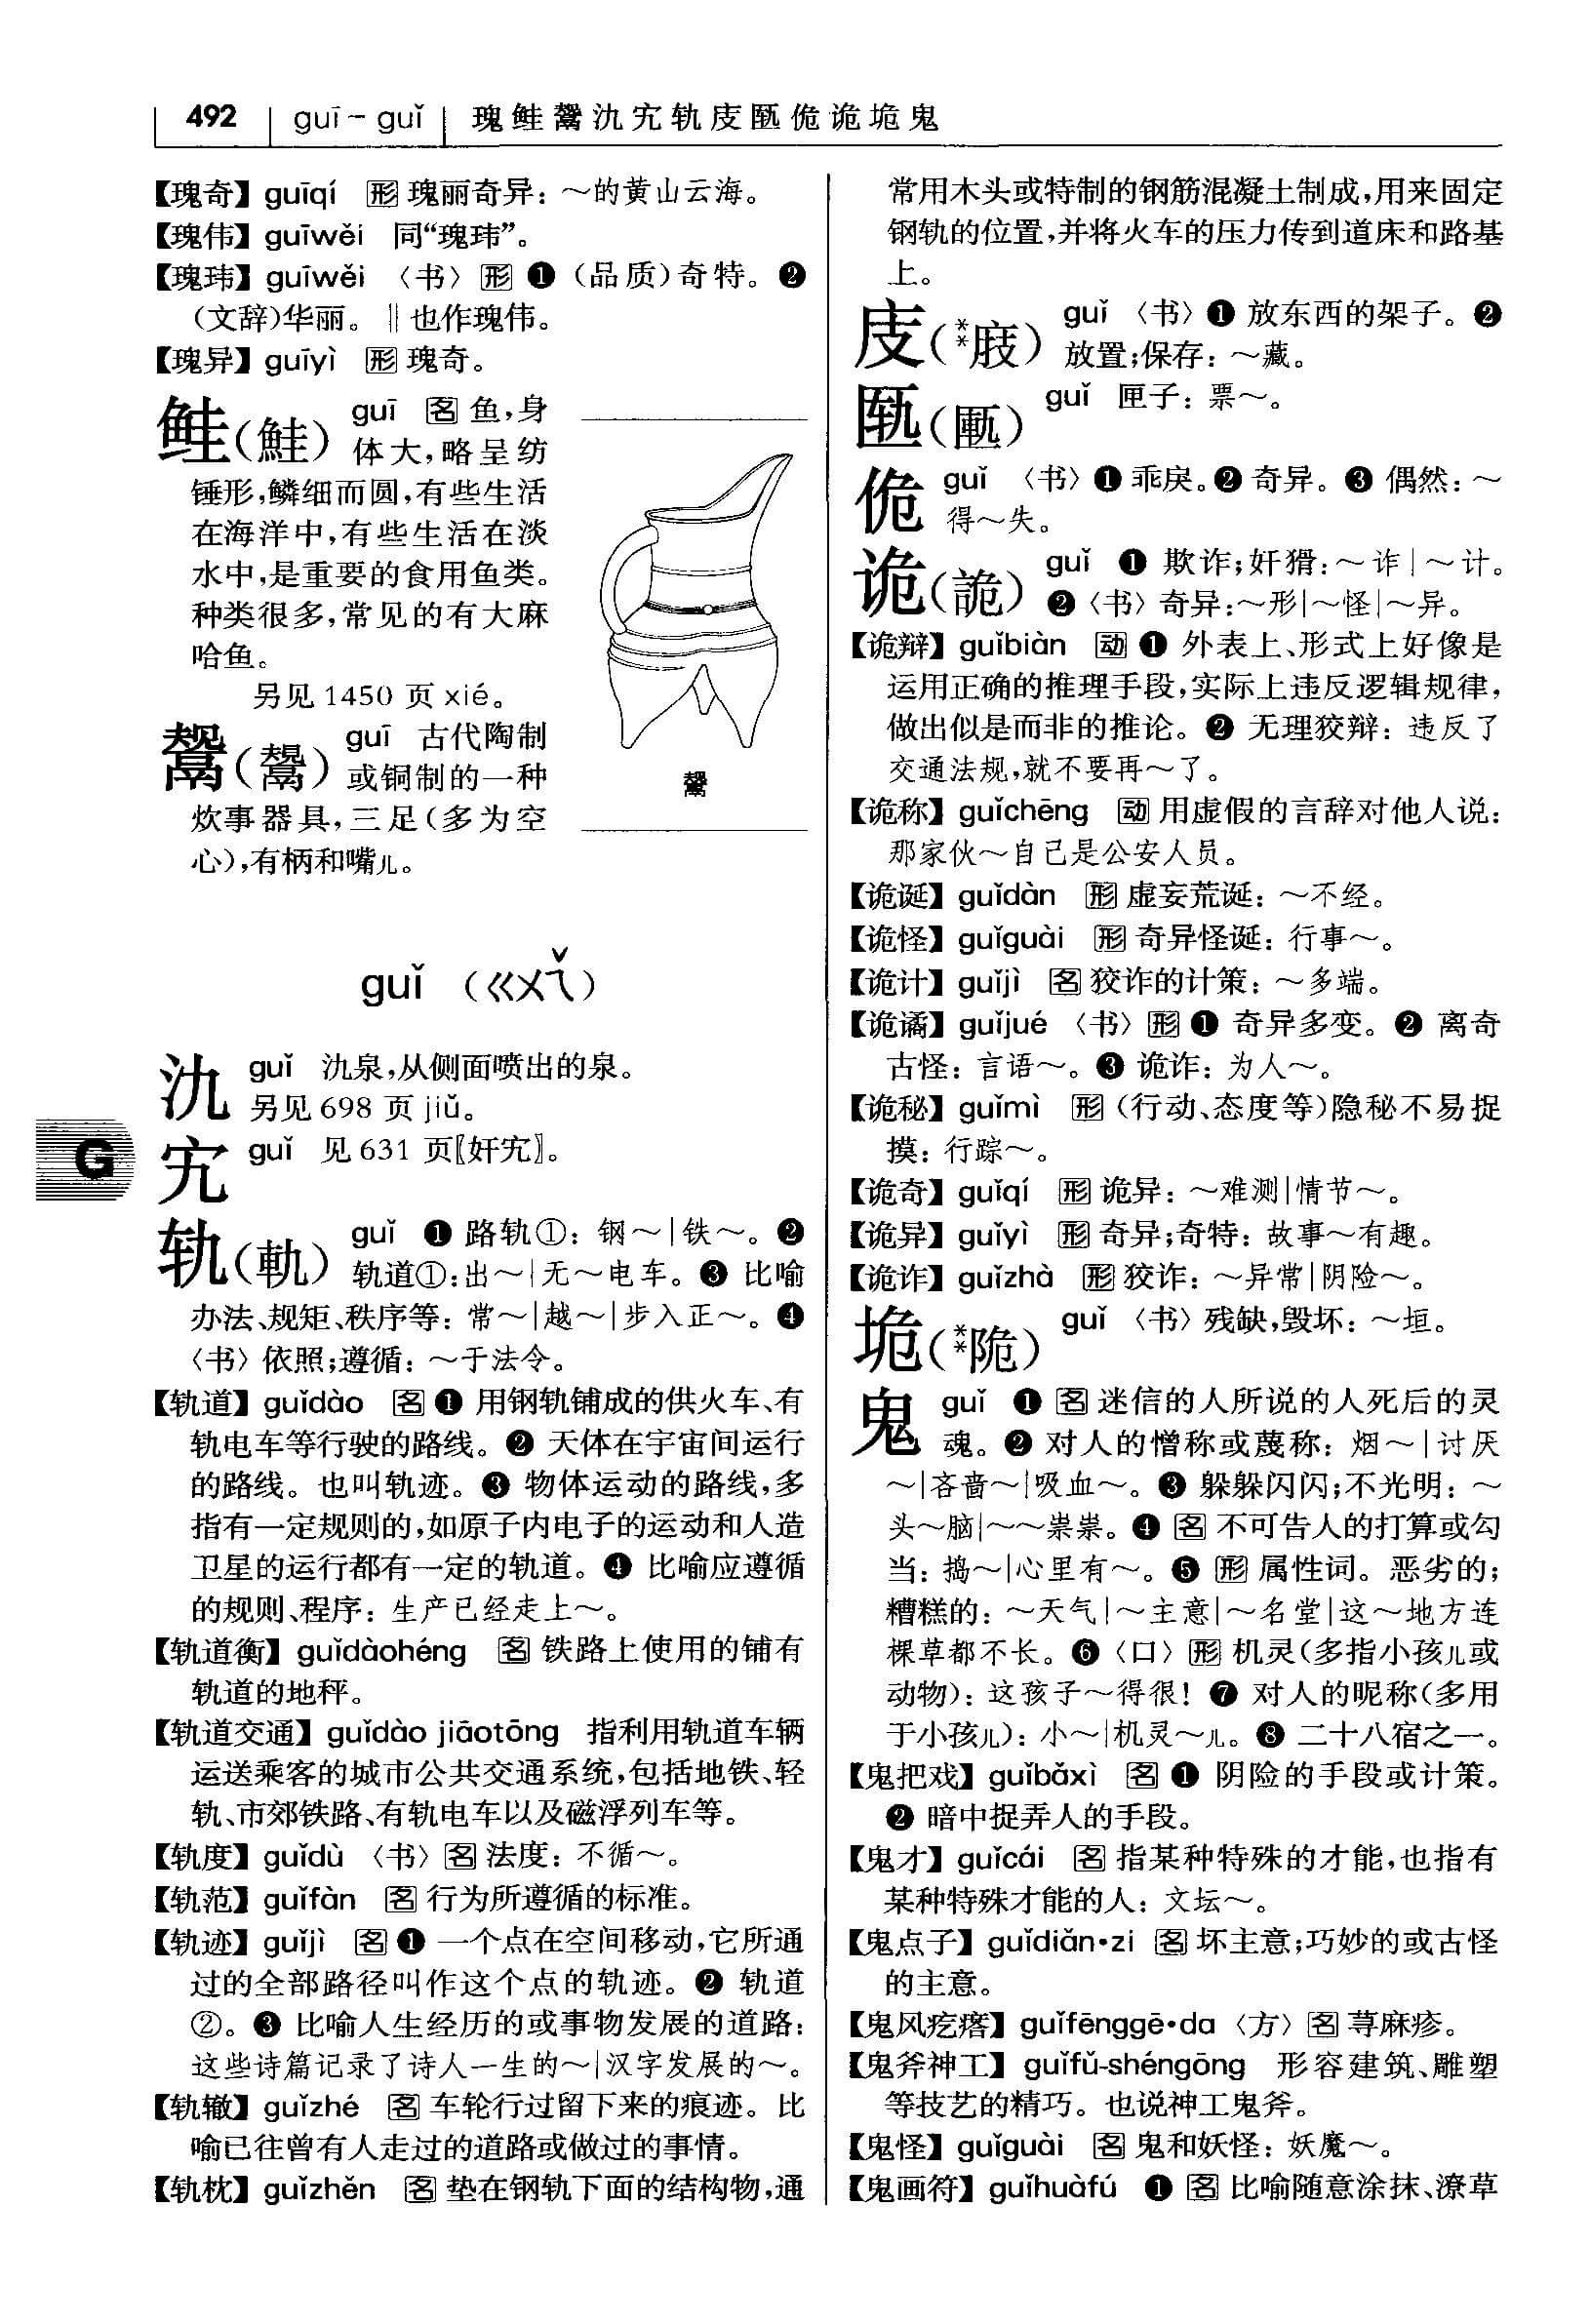 492 guī－guǐ 瑰鲑鬶氿宄轨庋匦佹诡垝鬼
【瑰奇】guīqí 形 瑰丽奇异：～的黄山云海。
【瑰伟】guīwěi 同“瑰玮”。
【瑰玮】guīwěi 〈书〉形 ❶（品质）奇特。❷
（文辞）华丽。‖也作瑰伟。
【瑰异】guīyì 形 瑰奇。
鲑（鮭） guī 名 鱼，身
体大，略呈纺
锤形，鳞细而圆，有些生活
在海洋中，有些生活在淡
水中，是重要的食用鱼类。
种类很多，常见的有大麻
哈鱼。
另见1450 页 xié。
鬶（鬹） guī 古代陶制
或铜制的一种
炊事器具，三足（多为空
心），有柄和嘴儿。
鬶
guǐ （ㄍㄨㄟˇ）
氿 guǐ 氿泉，从侧面喷出的泉。
另见 698 页 jiǔ。
宄 guǐ 见 631 页〖奸宄〗。
轨（軌） guǐ ❶ 路轨①：钢～|铁～。❷
轨道①：出～|无～电车。❸ 比喻
办法、规矩、秩序等：常～|越～|步入正～。❹
〈书〉依照；遵循：～于法令。
【轨道】guǐdào 名 ❶ 用钢轨铺成的供火车、有
轨电车等行驶的路线。❷ 天体在宇宙间运行
的路线。也叫轨迹。❸ 物体运动的路线，多
指有一定规则的，如原子内电子的运动和人造
卫星的运行都有一定的轨道。❹ 比喻应遵循
的规则、程序：生产已经走上～。
【轨道衡】guǐdàohéng 名 铁路上使用的铺有
轨道的地秤。
【轨道交通】guǐdào jiāotōng 指利用轨道车辆
运送乘客的城市公共交通系统，包括地铁、轻
轨、市郊铁路、有轨电车以及磁浮列车等。
【轨度】guǐdù 〈书〉名 法度：不循～。
【轨范】guǐfàn 名 行为所遵循的标准。
【轨迹】guǐjì 名 ❶ 一个点在空间移动，它所通
过的全部路径叫作这个点的轨迹。❷ 轨道
②。❸ 比喻人生经历的或事物发展的道路：
这些诗篇记录了诗人一生的～|汉字发展的～。
【轨辙】guǐzhé 名 车轮行过留下来的痕迹。比
喻已往曾有人走过的道路或做过的事情。
【轨枕】guǐzhěn 名 垫在钢轨下面的结构物，通
常用木头或特制的钢筋混凝土制成，用来固定
钢轨的位置，并将火车的压力传到道床和路基
上。
庋（**庪） guǐ 〈书〉❶ 放东西的架子。❷
放置；保存：～藏。
匦（匭） guǐ 匣子：票～。
佹 guǐ 〈书〉❶ 乖戾。❷ 奇异。❸ 偶然：～
得～失。
诡（詭） guǐ ❶ 欺诈；奸猾：～诈|～计。
❷〈书〉奇异：～形|～怪|～异。
【诡辩】guǐbiàn 动 ❶ 外表上、形式上好像是
运用正确的推理手段，实际上违反逻辑规律，
做出似是而非的推论。❷ 无理狡辩：违反了
交通法规，就不要再～了。
【诡称】guǐchēng 动 用虚假的言辞对他人说：
那家伙～自己是公安人员。
【诡诞】guǐdàn 形 虚妄荒诞：～不经。
【诡怪】guǐguài 形 奇异怪诞：行事～。
【诡计】guǐjì 名 狡诈的计策：～多端。
【诡谲】guǐjué 〈书〉形 ❶ 奇异多变。❷ 离奇
古怪：言语～。❸ 诡诈：为人～。
【诡秘】guǐmì 形（行动、态度等）隐秘不易捉
摸：行踪～。
【诡奇】guǐqí 形 诡异：～难测|情节～。
【诡异】guǐyì 形 奇异；奇特：故事～有趣。
【诡诈】guǐzhà 形 狡诈：～异常|阴险～。
垝（**陒） guǐ 〈书〉残缺，毁坏：～垣。
鬼 guǐ ❶ 名 迷信的人所说的人死后的灵
魂。❷ 对人的憎称或蔑称：烟～|讨厌
～|吝啬～|吸血～。❸ 躲躲闪闪；不光明：～
头～脑|～～祟祟。❹ 名 不可告人的打算或勾
当：捣～|心里有～。❺ 形 属性词。恶劣的；
糟糕的：～天气|～主意|～名堂|这～地方连
棵草都不长。❻〈口〉形 机灵（多指小孩儿或
动物）：这孩子～得很！❼ 对人的昵称（多用
于小孩儿）：小～|机灵～儿。❽ 二十八宿之一。
【鬼把戏】guǐbǎxì 名 ❶ 阴险的手段或计策。
❷ 暗中捉弄人的手段。
【鬼才】guǐcái 名 指某种特殊的才能，也指有
某种特殊才能的人：文坛～。
【鬼点子】guǐdiǎn•zi 名 坏主意；巧妙的或古怪
的主意。
【鬼风疙瘩】guǐfēnggē•da〈方〉名 荨麻疹。
【鬼斧神工】guǐfǔ-shéngōng 形容建筑、雕塑
等技艺的精巧。也说神工鬼斧。
【鬼怪】guǐguài 名 鬼和妖怪：妖魔～。
【鬼画符】guǐhuàfú ❶ 名 比喻随意涂抹、潦草
G